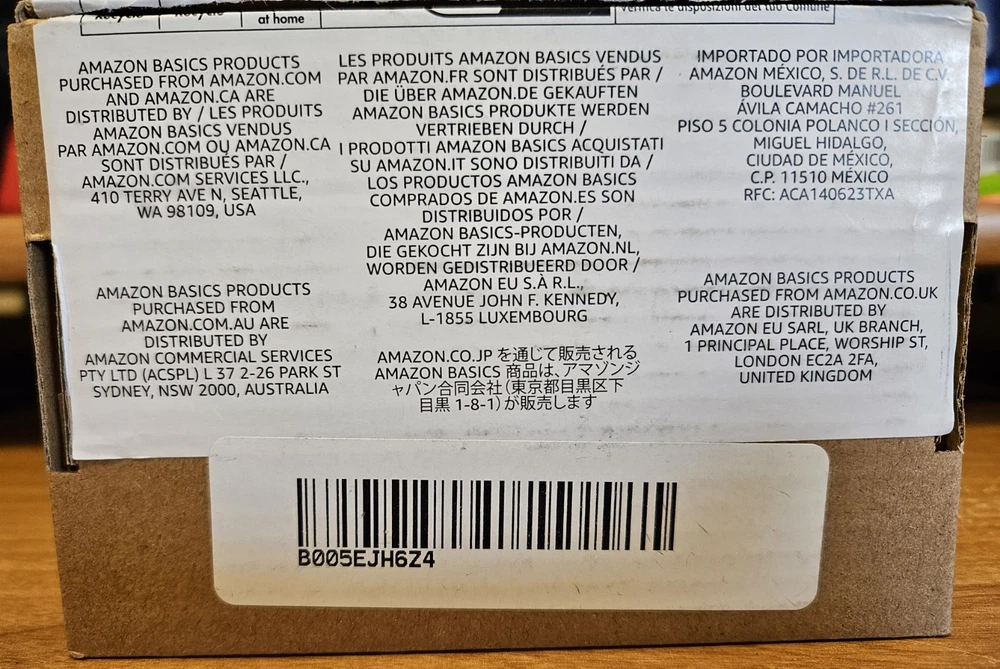 at home
Verifica le disposizioni del tuo Comune
AMAZON BASICS PRODUCTS
PURCHASED FROM AMAZON.COM
AND AMAZON.CA ARE
DISTRIBUTED BY / LES PRODUITS
AMAZON BASICS VENDUS
PAR AMAZON.COM OU AMAZON.CA
SONT DISTRIBUÉS PAR /
AMAZON.COM SERVICES LLC.,
410 TERRY AVE N, SEATTLE,
WA 98109, USA
AMAZON BASICS PRODUCTS
PURCHASED FROM
AMAZON.COM.AU ARE
DISTRIBUTED BY
AMAZON COMMERCIAL SERVICES
PTY LTD (ACSPL) L 37 2-26 PARK ST
SYDNEY, NSW 2000, AUSTRALIA
LES PRODUITS AMAZON BASICS VENDUS
PAR AMAZON.FR SONT DISTRIBUÉS PAR /
DIE ÜBER AMAZON.DE GEKAUFTEN
AMAZON BASICS PRODUKTE WERDEN
VERTRIEBEN DURCH /
I PRODOTTI AMAZON BASICS ACQUISTATI
SU AMAZON.IT SONO DISTRIBUITI DA /
LOS PRODUCTOS AMAZON BASICS
COMPRADOS DE AMAZON.ES SON
DISTRIBUIDOS POR /
AMAZON BASICS-PRODUCTEN,
DIE GEKOCHT ZIJN BIJ AMAZON.NL,
WORDEN GEDISTRIBUEERD DOOR /
AMAZON EU S.À R.L.,
38 AVENUE JOHN F. KENNEDY,
L-1855 LUXEMBOURG
AMAZON.CO.JP を通じて販売される
AMAZON BASICS 商品は、アマゾンジ
ャパン合同会社（東京都目黒区下
目黒 1-8-1）が販売します
IMPORTADO POR IMPORTADORA
AMAZON MÉXICO, S. DE R.L. DE C.V.
BOULEVARD MANUEL
ÁVILA CAMACHO #261
PISO 5 COLONIA POLANCO I SECCIÓN,
MIGUEL HIDALGO,
CIUDAD DE MÉXICO,
C.P. 11510 MÉXICO
RFC: ACA140623TXA
AMAZON BASICS PRODUCTS
PURCHASED FROM AMAZON.CO.UK
ARE DISTRIBUTED BY
AMAZON EU SARL, UK BRANCH,
1 PRINCIPAL PLACE, WORSHIP ST,
LONDON EC2A 2FA,
UNITED KINGDOM
B005EJH6Z4